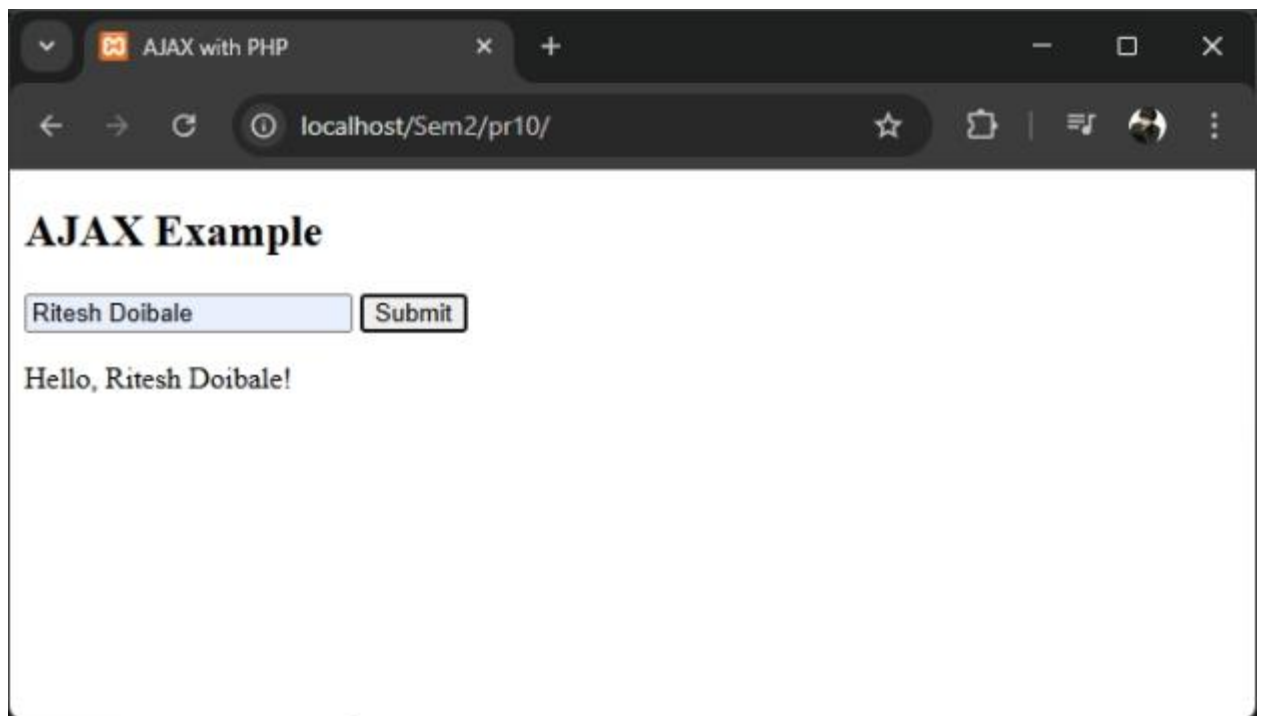 AJAX with PHP
localhost/Sem2/pr10/
AJAX Example
Ritesh Doibale Submit
Hello, Ritesh Doibale!